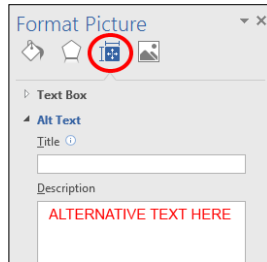 Format Picture
Text Box
Alt Text
Title
Description
ALTERNATIVE TEXT HERE